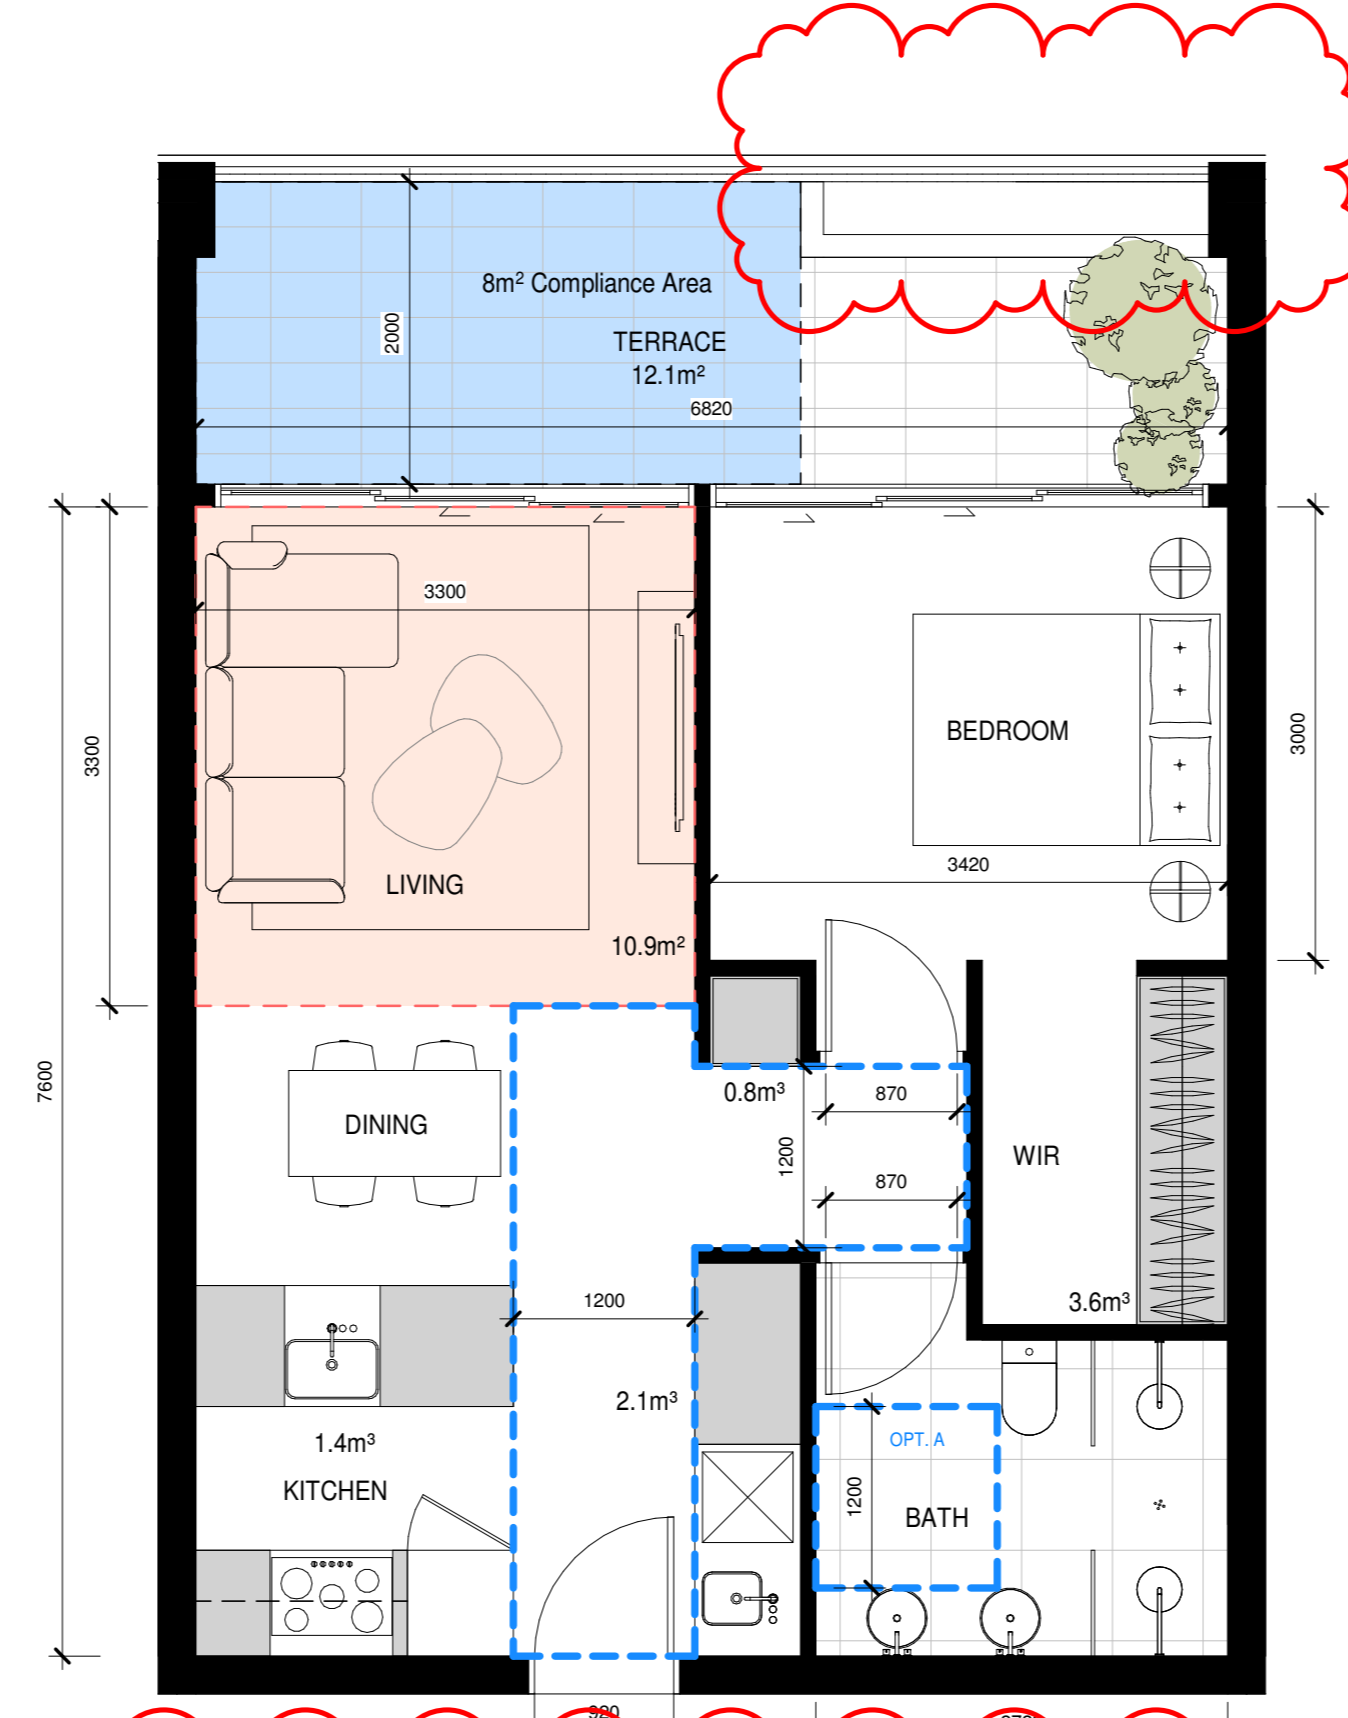 8m² Compliance Area
2000
TERRACE
12.1m²
6820
3300
3300
7600
BEDROOM
3000
3420
LIVING
10.9m²
0.8m³
870
DINING
1200
870
WIR
1200
3.6m³
2.1m³
1.4m³
KITCHEN
OPT. A
1200
BATH
920